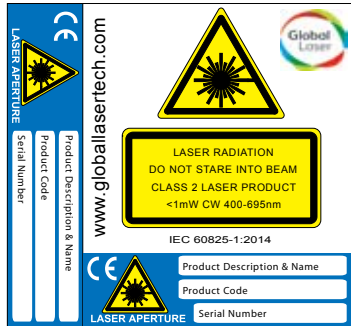 CE
LASER APERTURE
Product Description & Name
Product Code
Serial Number
www.globallasertech.com
Global
Laser
LASER RADIATION
DO NOT STARE INTO BEAM
CLASS 2 LASER PRODUCT
<1mW CW 400-695nm
IEC 60825-1:2014
CE
LASER APERTURE
Product Description & Name
Product Code
Serial Number